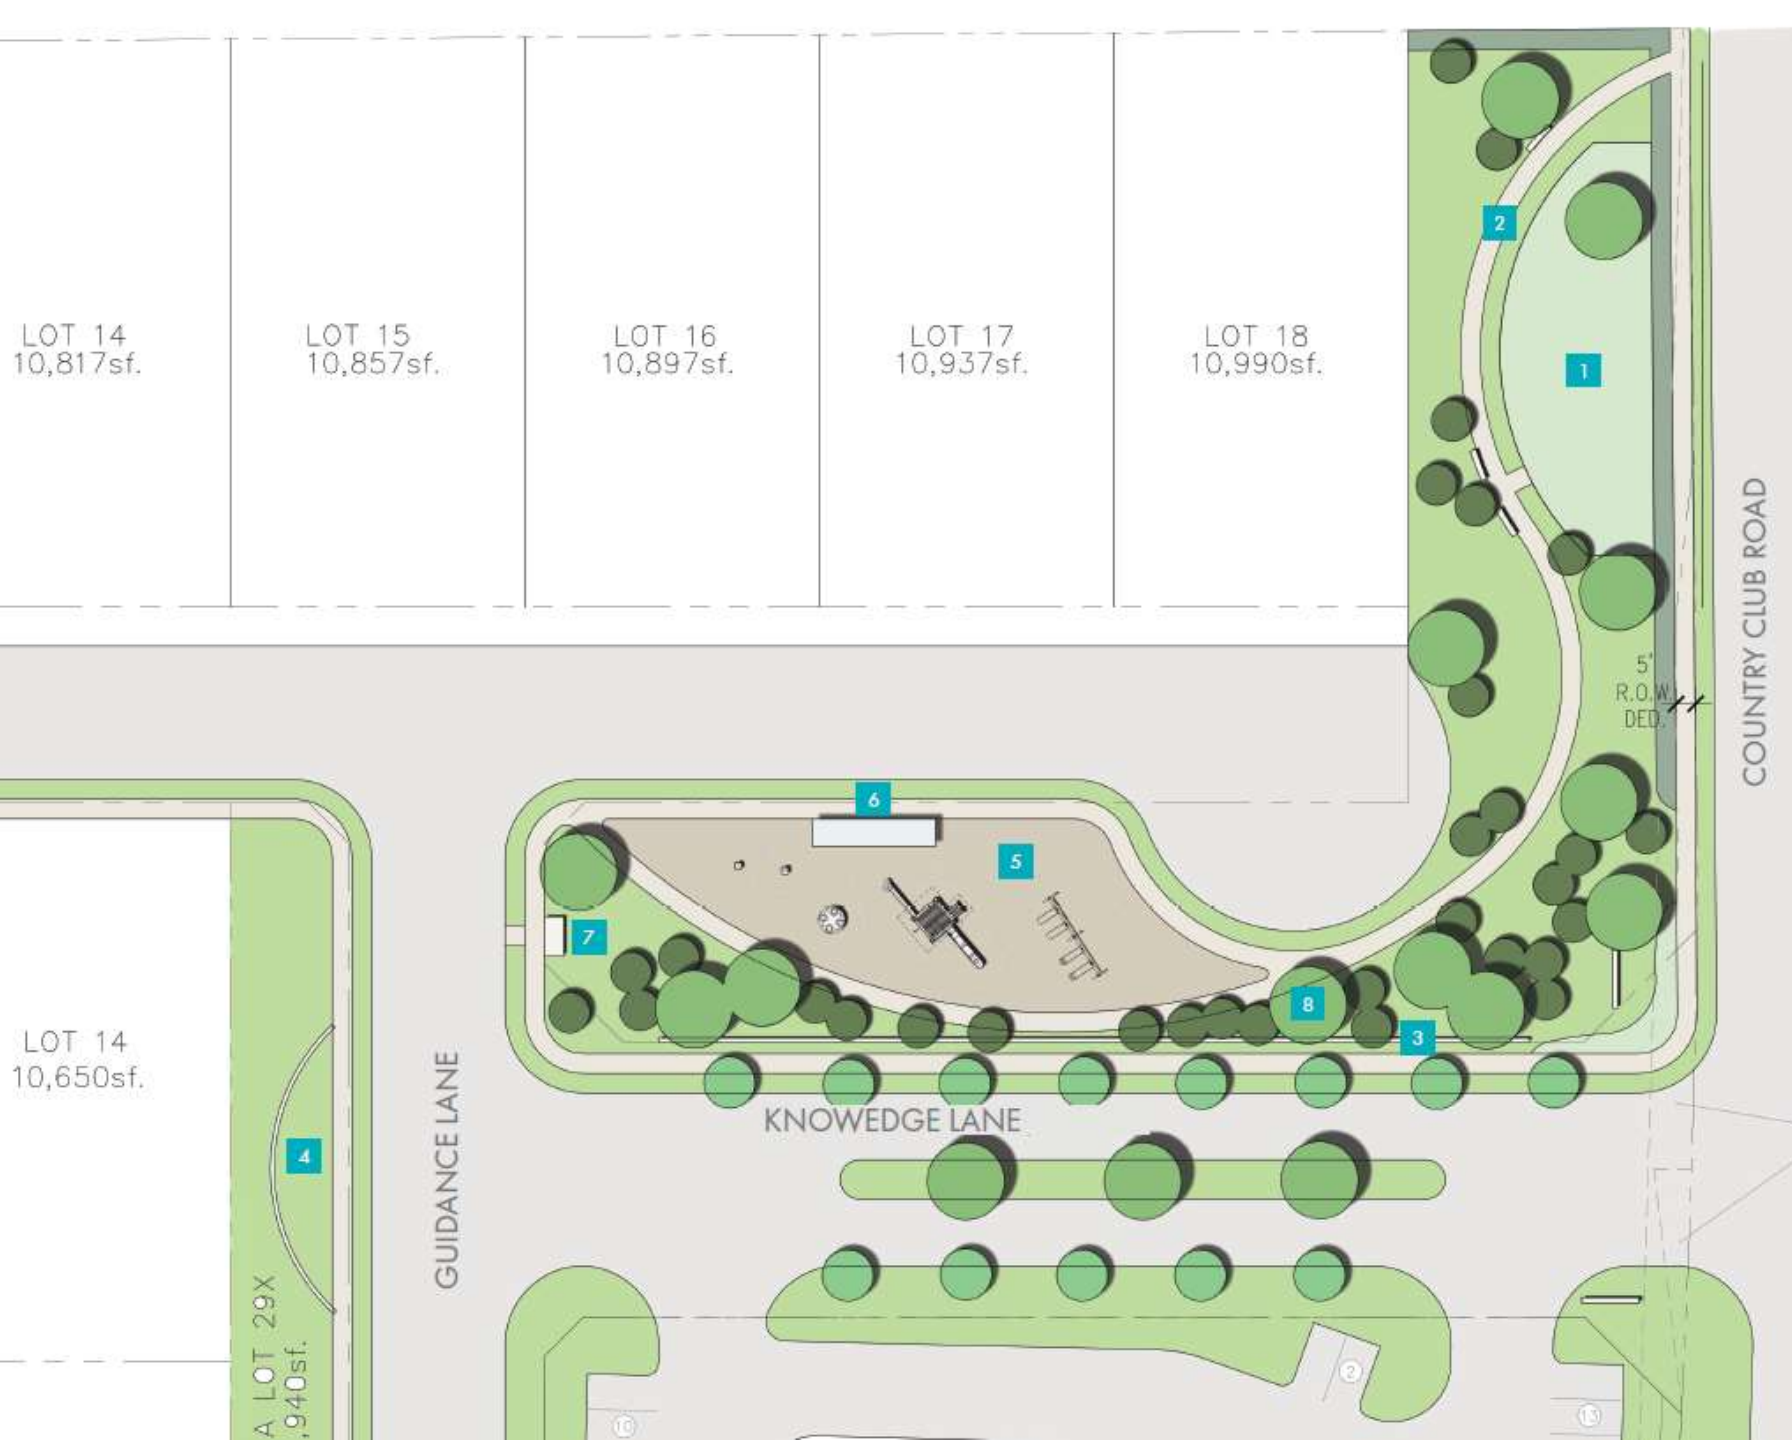 LOT 14
10,817sf.
LOT 15
10,857sf.
LOT 16
10,897sf.
LOT 17
10,937sf.
LOT 18
10,990sf.
2
1
COUNTRY CLUB ROAD
5'
R.O.W.
DED.
6
5
7
8
3
LOT 14
10,650sf.
4
GUIDANCE LANE
KNOWEDGE LANE
A LOT 29X
,940sf.
2
10
13